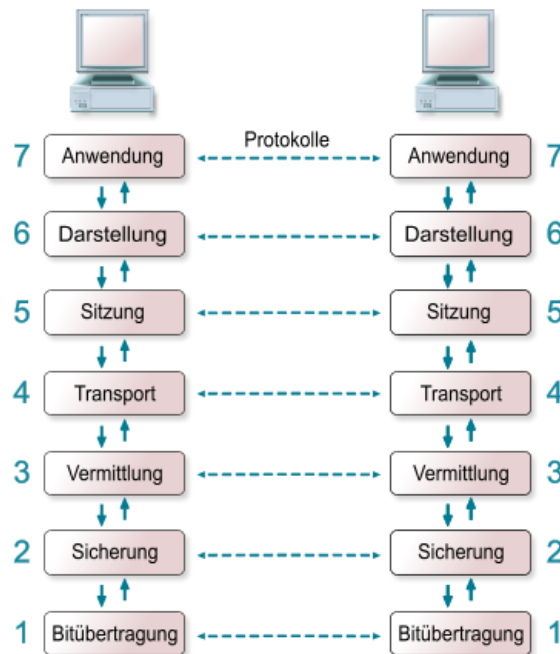 Protokolle
7 Anwendung Anwendung 7
6 Darstellung Darstellung 6
5 Sitzung Sitzung 5
4 Transport Transport 4
3 Vermittlung Vermittlung 3
2 Sicherung Sicherung 2
1 Bitübertragung Bitübertragung 1